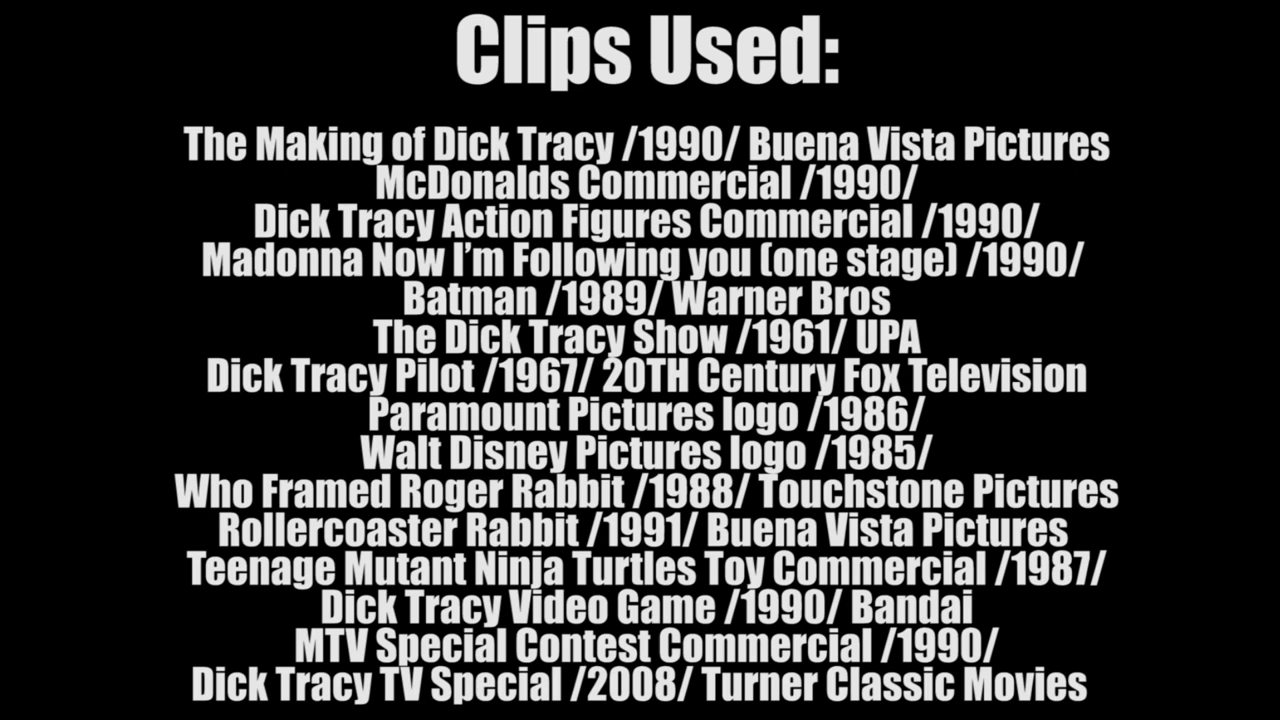 Clips Used:
The Making of Dick Tracy /1990/ Buena Vista Pictures
McDonalds Commercial /1990/
Dick Tracy Action Figures Commercial /1990/
Madonna Now I’m Following you (one stage) /1990/
Batman /1989/ Warner Bros
The Dick Tracy Show /1961/ UPA
Dick Tracy Pilot /1967/ 20TH Century Fox Television
Paramount Pictures logo /1986/
Walt Disney Pictures logo /1985/
Who Framed Roger Rabbit /1988/ Touchstone Pictures
Rollercoaster Rabbit /1991/ Buena Vista Pictures
Teenage Mutant Ninja Turtles Toy Commercial /1987/
Dick Tracy Video Game /1990/ Bandai
MTV Special Contest Commercial /1990/
Dick Tracy TV Special /2008/ Turner Classic Movies